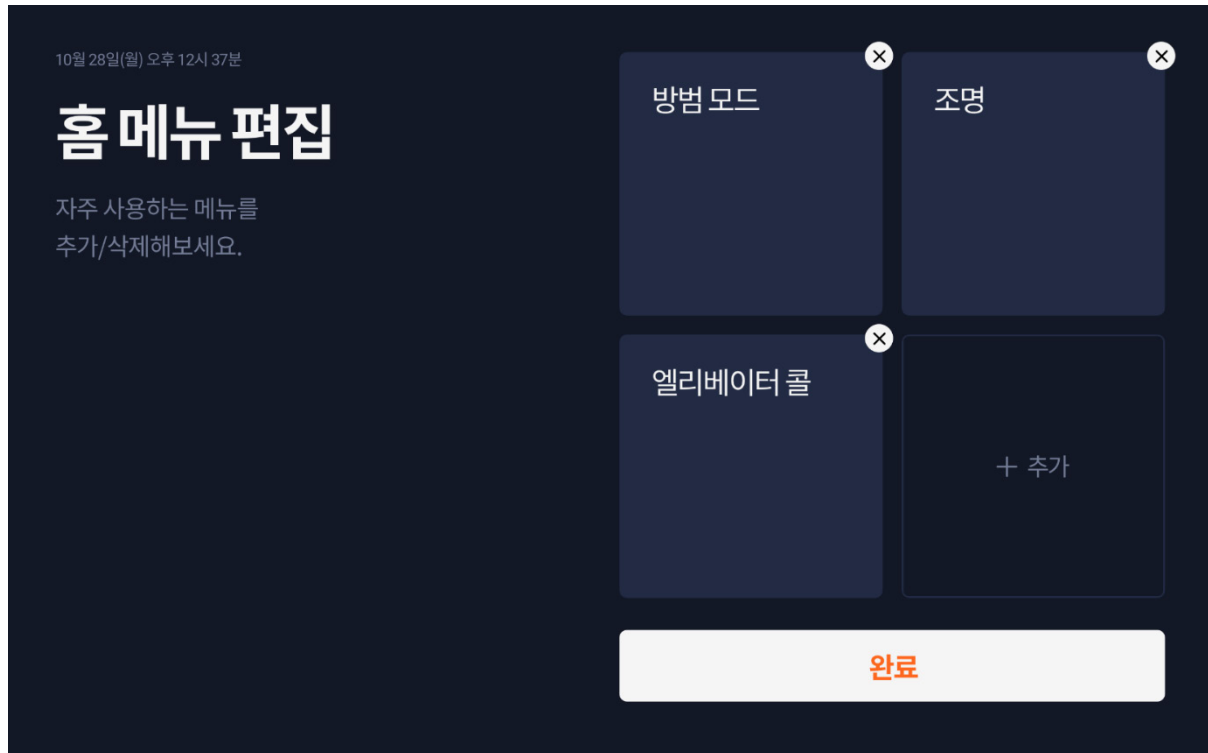 10월 28일(월) 오후 12시 37분
홈 메뉴 편집
자주 사용하는 메뉴를
추가/삭제해보세요.
방범 모드
조명
엘리베이터 콜
+ 추가
완료